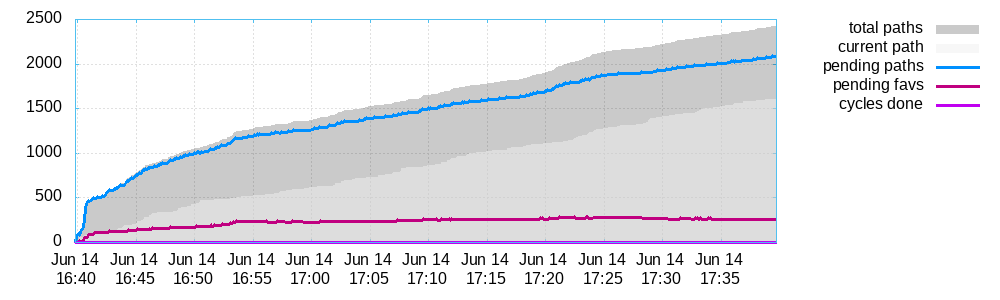 2500
2000
1500
1000
500
0
Jun 14 Jun 14 Jun 14 Jun 14 Jun 14 Jun 14 Jun 14 Jun 14 Jun 14 Jun 14 Jun 14 Jun 14
16:40 16:45 16:50 16:55 17:00 17:05 17:10 17:15 17:20 17:25 17:30 17:35
total paths
current path
pending paths
pending favs
cycles done